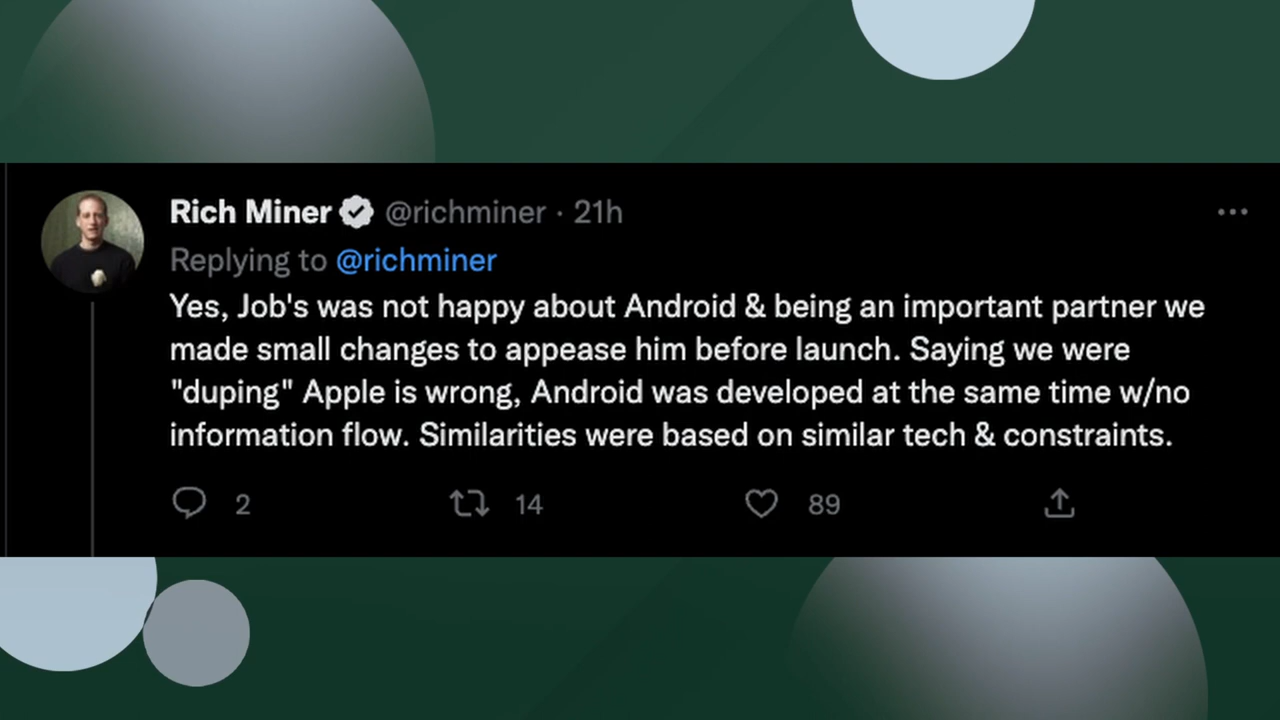 Rich Miner @richminer · 21h
Replying to @richminer
Yes, Job's was not happy about Android & being an important partner we
made small changes to appease him before launch. Saying we were
"duping" Apple is wrong, Android was developed at the same time w/no
information flow. Similarities were based on similar tech & constraints.
2 14 89